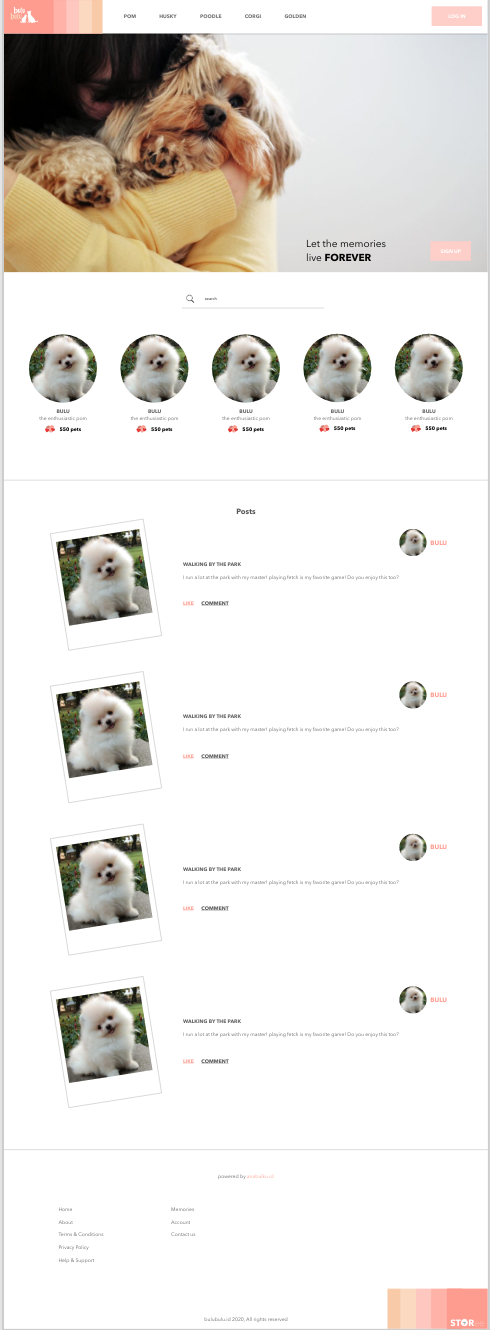 bulu
POM HUSKY POODLE CORGI GOLDEN
LOG IN
Let the memories
live FOREVER
SIGN UP
search
BULU BULU BULU BULU BULU
the enthusiastic pom the enthusiastic pom the enthusiastic pom the enthusiastic pom the enthusiastic pom
550 pets 550 pets 550 pets 550 pets 550 pets
Posts
BULU
WALKING BY THE PARK
I run a lot at the park with my master! playing fetch is my favorite game! Do you enjoy this too?
LIKE COMMENT
BULU
WALKING BY THE PARK
I run a lot at the park with my master! playing fetch is my favorite game! Do you enjoy this too?
LIKE COMMENT
BULU
WALKING BY THE PARK
I run a lot at the park with my master! playing fetch is my favorite game! Do you enjoy this too?
LIKE COMMENT
BULU
WALKING BY THE PARK
I run a lot at the park with my master! playing fetch is my favorite game! Do you enjoy this too?
LIKE COMMENT
powered by
Home Memories
About Account
Terms & Conditions Contact us
Privacy Policy
Help & Support
bulubulu.id 2020, All rights reserved
STOR